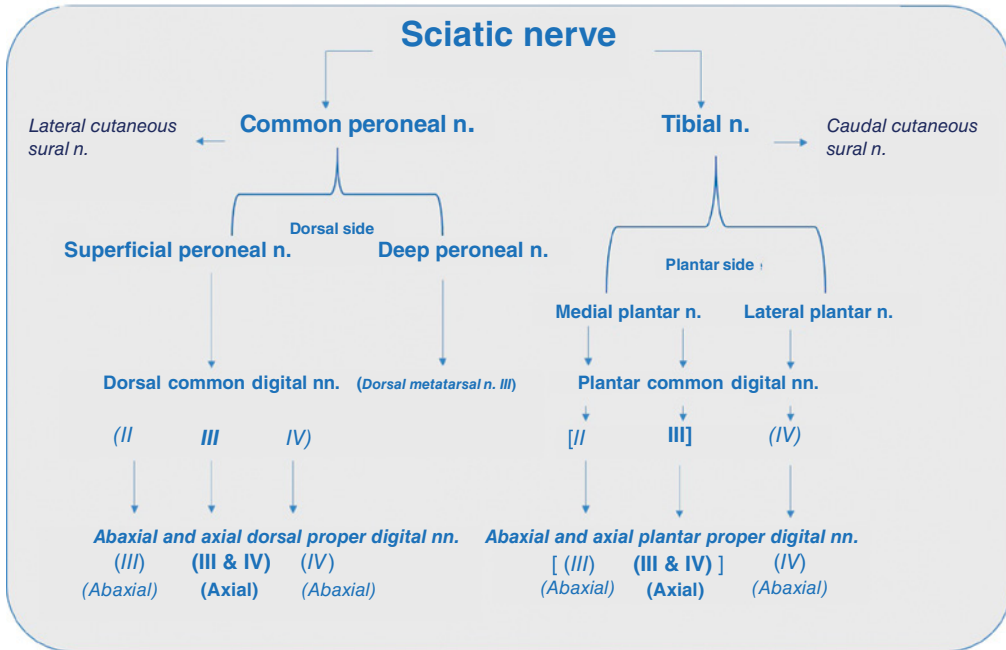 Sciatic nerve
Lateral cutaneous
sural n.
Common peroneal n.
Tibial n.
Caudal cutaneous
sural n.
Dorsal side
Superficial peroneal n.
Deep peroneal n.
Plantar side
Medial plantar n.
Lateral plantar n.
Dorsal common digital nn.
(Dorsal metatarsal n. III)
Plantar common digital nn.
(II III IV)
[II III] (IV)
Abaxial and axial dorsal proper digital nn.
(III) (III & IV) (IV)
(Abaxial) (Axial) (Abaxial)
Abaxial and axial plantar proper digital nn.
[ (III) (III & IV) ] (IV)
(Abaxial) (Axial) (Abaxial)